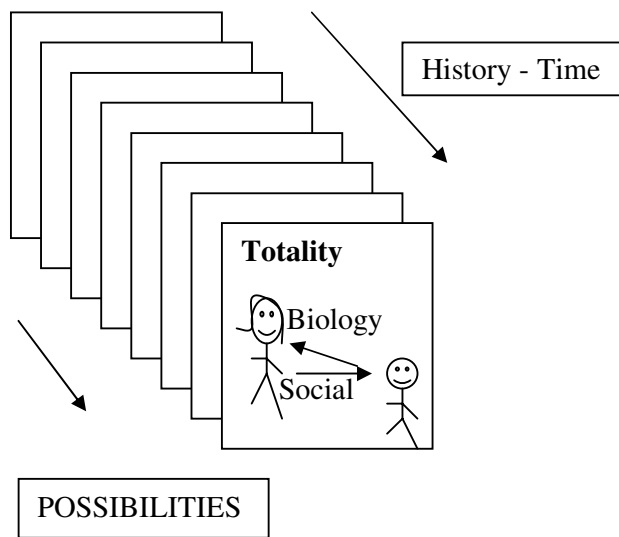 History - Time
Totality
Biology
Social
POSSIBILITIES